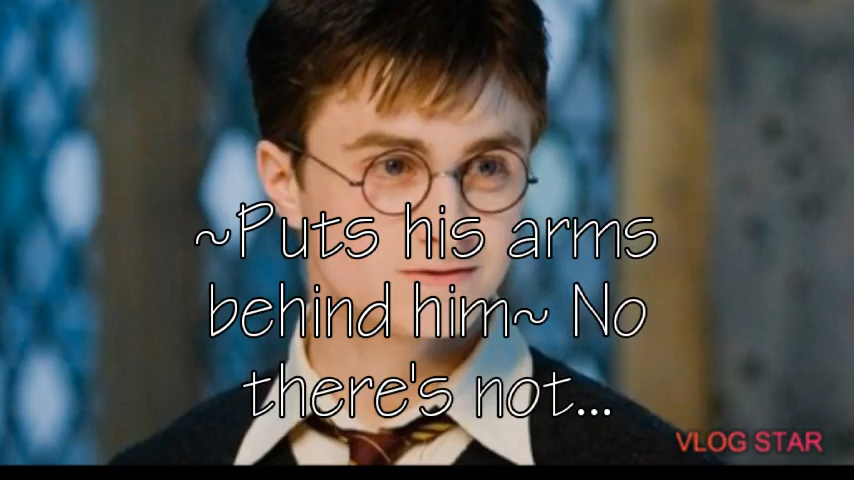 ~Puts his arms
behind him~ No
there's not...
VLOG STAR